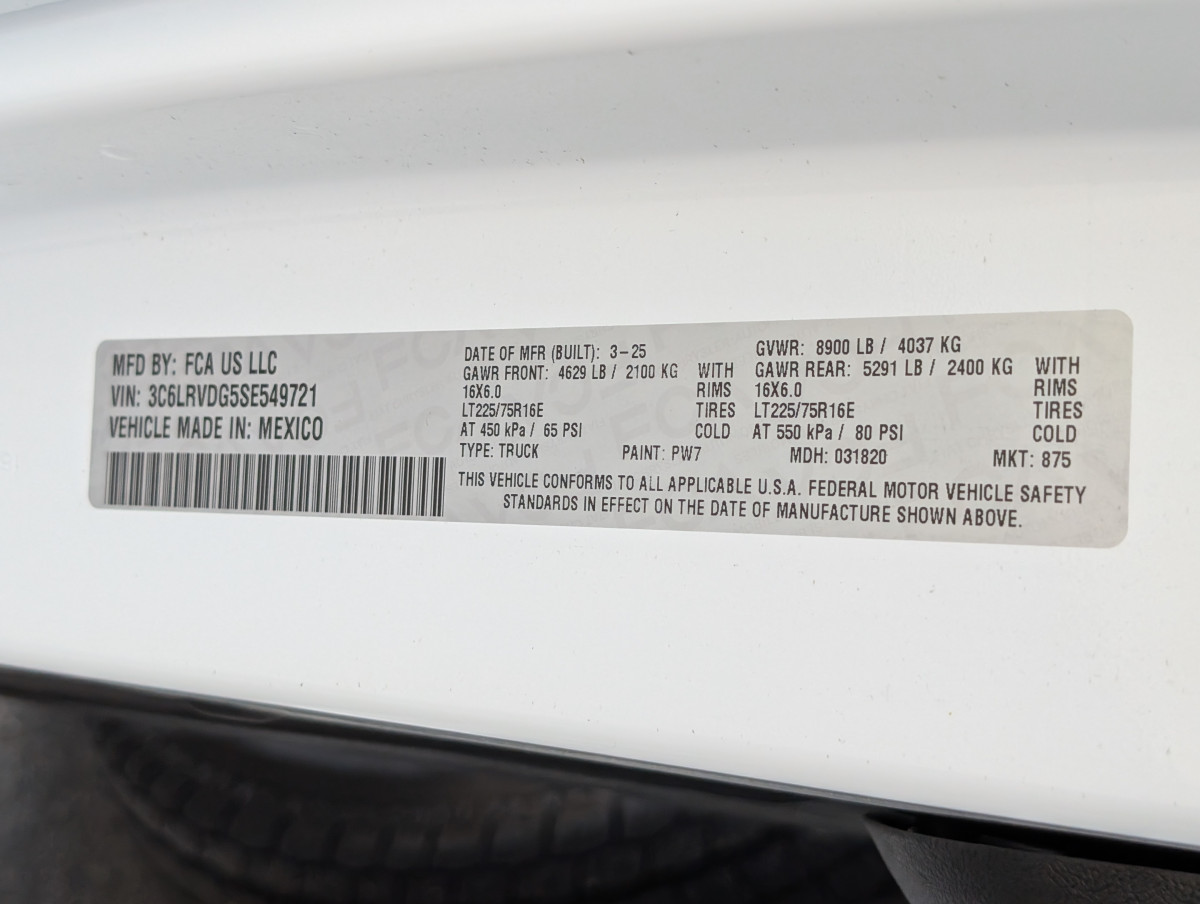 MFD BY: FCA US LLC
VIN: 3C6LRVDG5SE549721
VEHICLE MADE IN: MEXICO
DATE OF MFR (BUILT): 3-25 GVWR: 8900 LB / 4037 KG
GAWR FRONT: 4629 LB / 2100 KG WITH GAWR REAR: 5291 LB / 2400 KG WITH
16X6.0 RIMS 16X6.0 RIMS
LT225/75R16E TIRES LT225/75R16E TIRES
AT 450 kPa / 65 PSI COLD AT 550 kPa / 80 PSI COLD
TYPE: TRUCK PAINT: PW7 MDH: 031820 MKT: 875
THIS VEHICLE CONFORMS TO ALL APPLICABLE U.S.A. FEDERAL MOTOR VEHICLE SAFETY
STANDARDS IN EFFECT ON THE DATE OF MANUFACTURE SHOWN ABOVE.